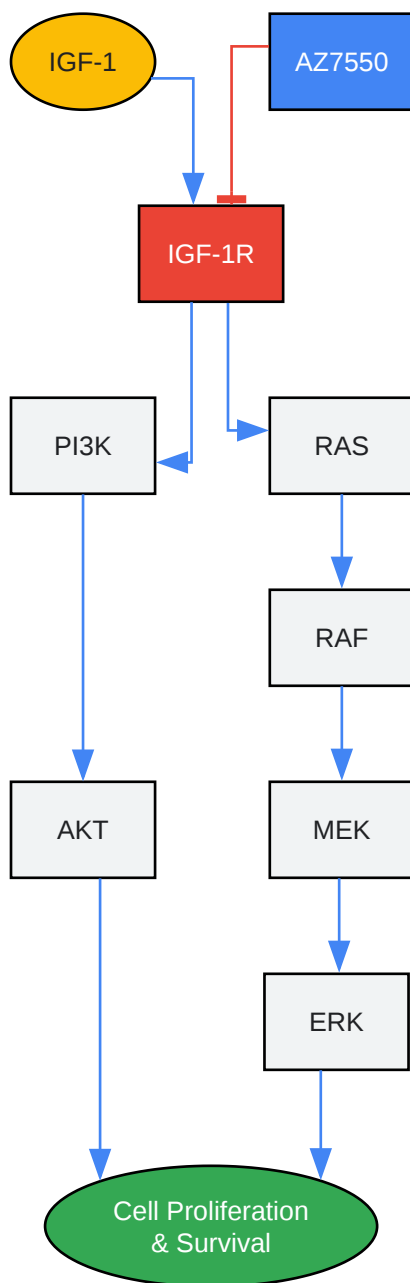 IGF-1
AZ7550
IGF-1R
PI3K
RAS
RAF
AKT
MEK
ERK
Cell Proliferation
& Survival